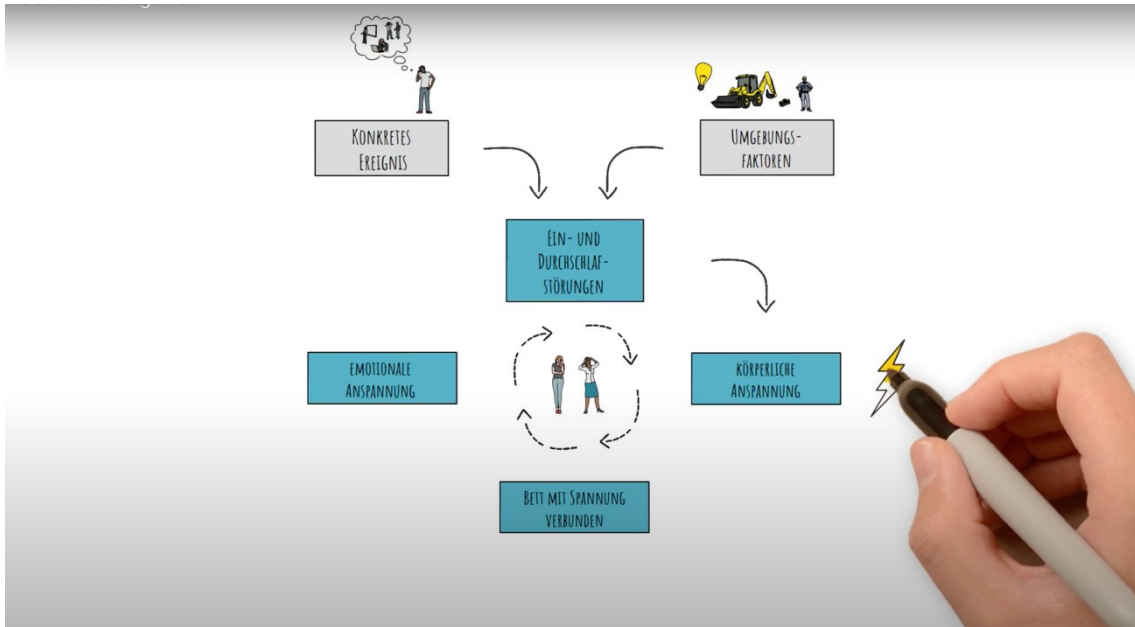 KONKRETES
EREIGNIS
UMGEBUNGS-
FAKTOREN
EIN- UND
DURCHSCHLAF-
STÖRUNGEN
EMOTIONALE
ANSPANNUNG
KÖRPERLICHE
ANSPANNUNG
BETT MIT SPANNUNG
VERBUNDEN